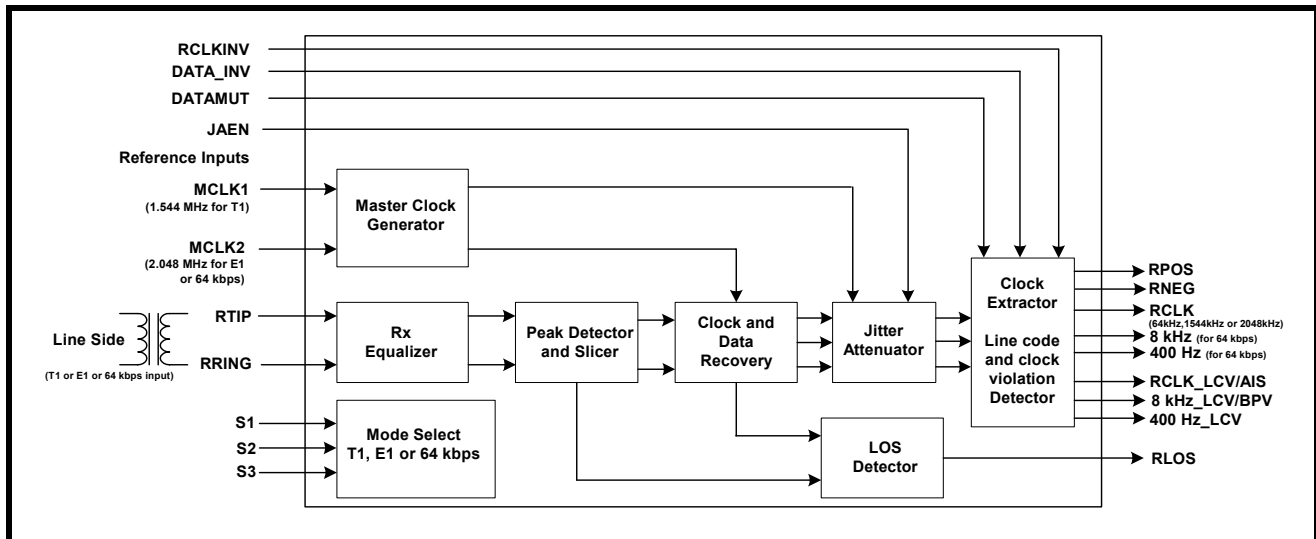 RCLKINV
DATA_INV
DATAMUT
JAEN
Reference Inputs
MCLK1
(1.544 MHz for T1)
MCLK2
(2.048 MHz for E1
or 64 kbps)
Master Clock
Generator
Line Side
(T1 or E1 or 64 kbps input)
RTIP
RRING
Rx
Equalizer
Peak Detector
and Slicer
Clock and
Data
Recovery
Jitter
Attenuator
Clock
Extractor
Line code
and clock
violation
Detector
RPOS
RNEG
RCLK
(64kHz,1544kHz or 2048kHz)
8 kHz (for 64 kbps)
400 Hz (for 64 kbps)
RCLK_LCV/AIS
8 kHz_LCV/BPV
400 Hz_LCV
S1
S2
S3
Mode Select
T1, E1 or 64 kbps
LOS
Detector
RLOS